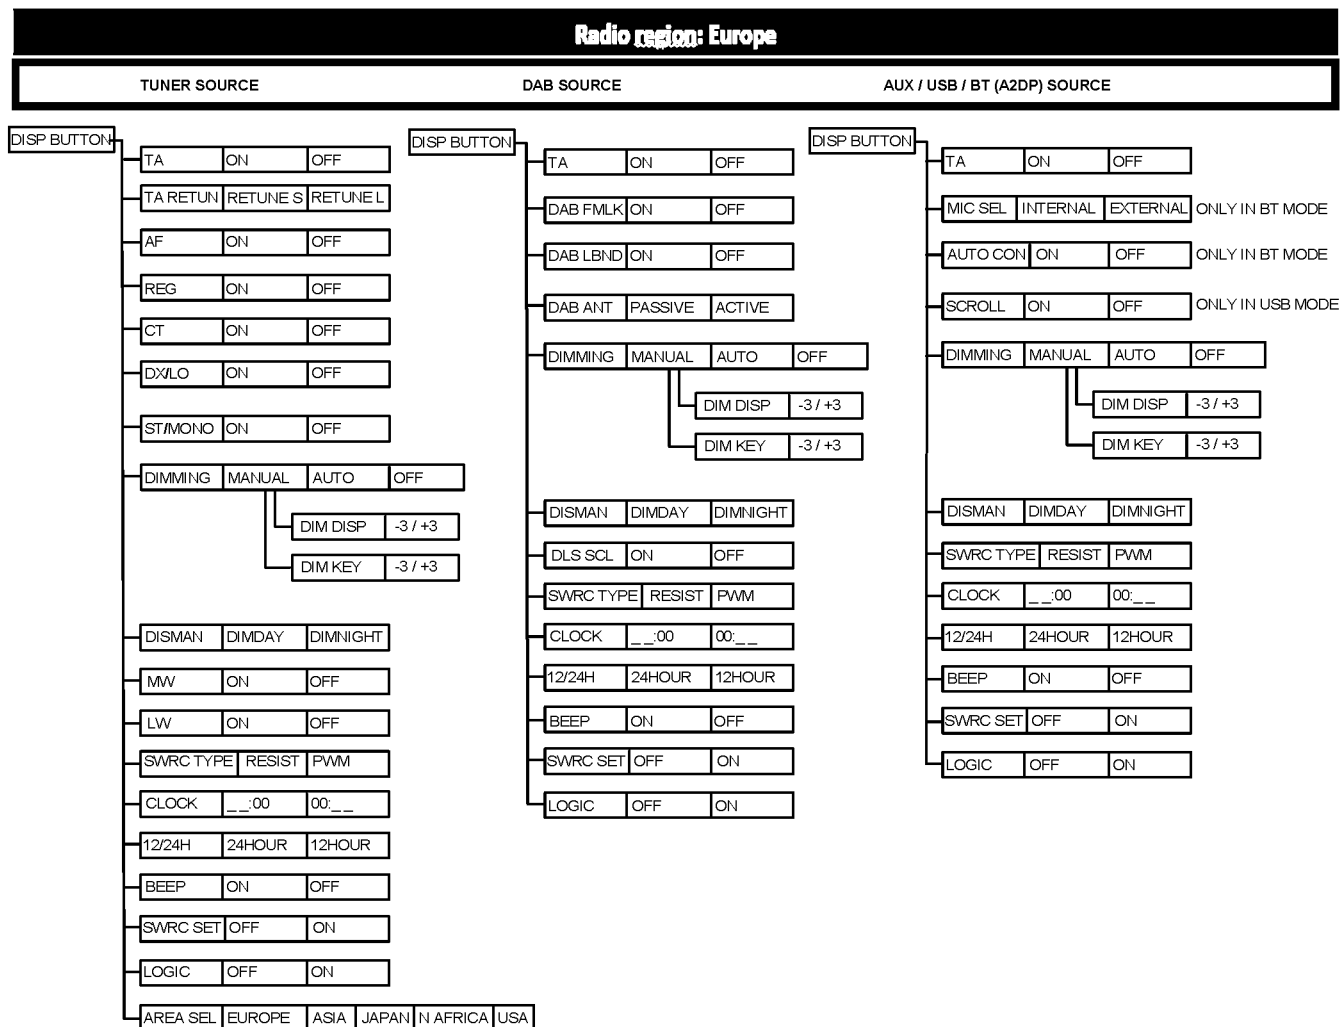 Radio region: Europe
TUNER SOURCE DAB SOURCE AUX / USB / BT (A2DP) SOURCE
DISP BUTTON
TA ON OFF
TA RETUN RETUNE S RETUNE L
AF ON OFF
REG ON OFF
CT ON OFF
DX/LO ON OFF
ST/MONO ON OFF
DIMMING MANUAL AUTO OFF
DIM DISP -3 / +3
DIM KEY -3 / +3
DISMAN DIMDAY DIMNIGHT
MW ON OFF
LW ON OFF
SWRC TYPE RESIST PWM
CLOCK _ _:00 00:_ _
12/24H 24HOUR 12HOUR
BEEP ON OFF
SWRC SET OFF ON
LOGIC OFF ON
AREA SEL EUROPE ASIA JAPAN N AFRICA USA
DISP BUTTON
TA ON OFF
DAB FMLK ON OFF
DAB LBND ON OFF
DAB ANT PASSIVE ACTIVE
DIMMING MANUAL AUTO OFF
DIM DISP -3 / +3
DIM KEY -3 / +3
DISMAN DIMDAY DIMNIGHT
DLS SCL ON OFF
SWRC TYPE RESIST PWM
CLOCK _ _:00 00:_ _
12/24H 24HOUR 12HOUR
BEEP ON OFF
SWRC SET OFF ON
LOGIC OFF ON
DISP BUTTON
TA ON OFF
MIC SEL INTERNAL EXTERNAL ONLY IN BT MODE
AUTO CON ON OFF ONLY IN BT MODE
SCROLL ON OFF ONLY IN USB MODE
DIMMING MANUAL AUTO OFF
DIM DISP -3 / +3
DIM KEY -3 / +3
DISMAN DIMDAY DIMNIGHT
SWRC TYPE RESIST PWM
CLOCK _ _:00 00:_ _
12/24H 24HOUR 12HOUR
BEEP ON OFF
SWRC SET OFF ON
LOGIC OFF ON